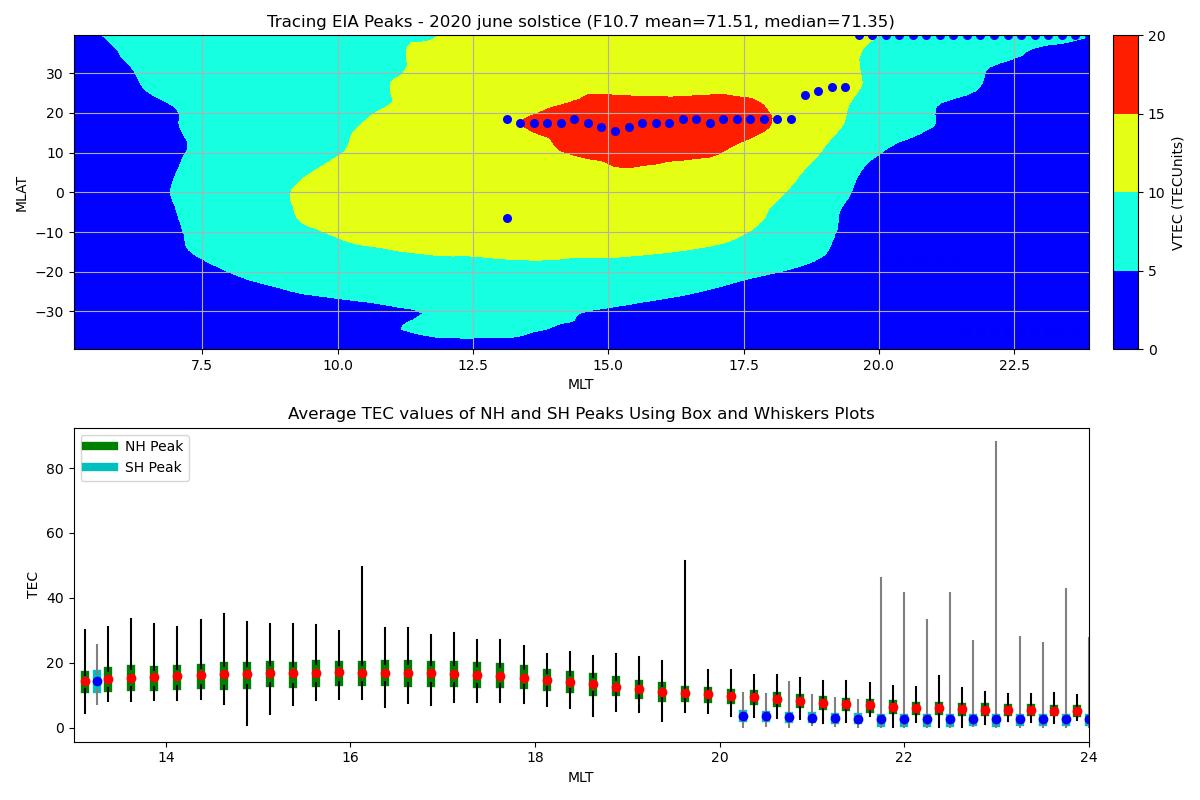 Tracing EIA Peaks - 2020 june solstice (F10.7 mean=71.51, median=71.35)
30
20
10
0
−10
−20
−30
MLAT
7.5 10.0 12.5 15.0 17.5 20.0 22.5
MLT
20
15
10
5
0
VTEC (TECUnits)
Average TEC values of NH and SH Peaks Using Box and Whiskers Plots
NH Peak
SH Peak
80
60
40
20
0
TEC
14 16 18 20 22 24
MLT